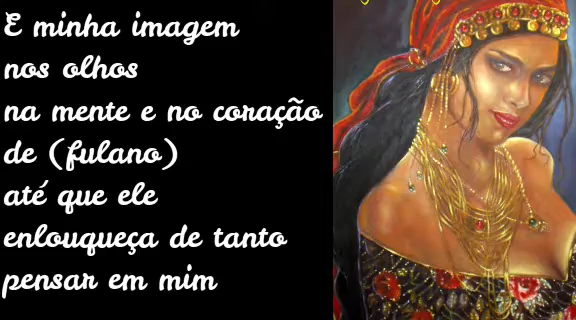 E minha imagem
nos olhos
na mente e no coração
de (fulano)
até que ele
enlouqueça de tanto
pensar em mim